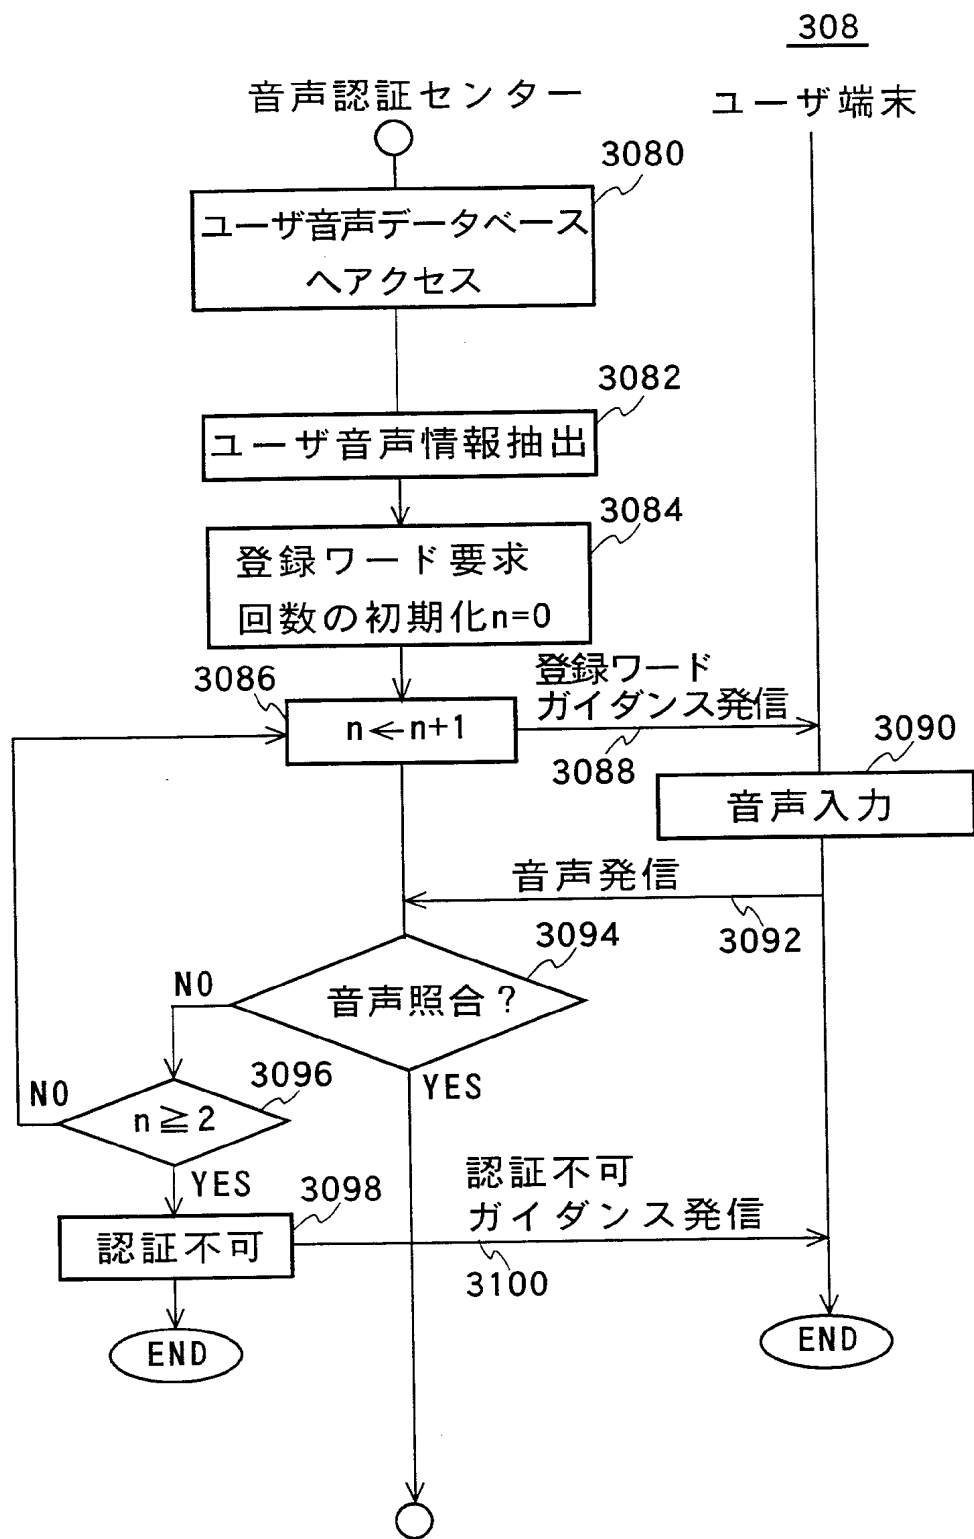 308
音声認証センター
ユーザ端末
3080
ユーザ音声データベース
へアクセス
3082
ユーザ音声情報抽出
3084
登録ワード要求
回数の初期化n=0
3086
登録ワード
ガイダンス発信
n←n+1
3088
3090
音声入力
音声発信
3092
3094
NO
音声照合?
YES
3096
NO
n≧2
YES
3098
認証不可
ガイダンス発信
認証不可
3100
END
END